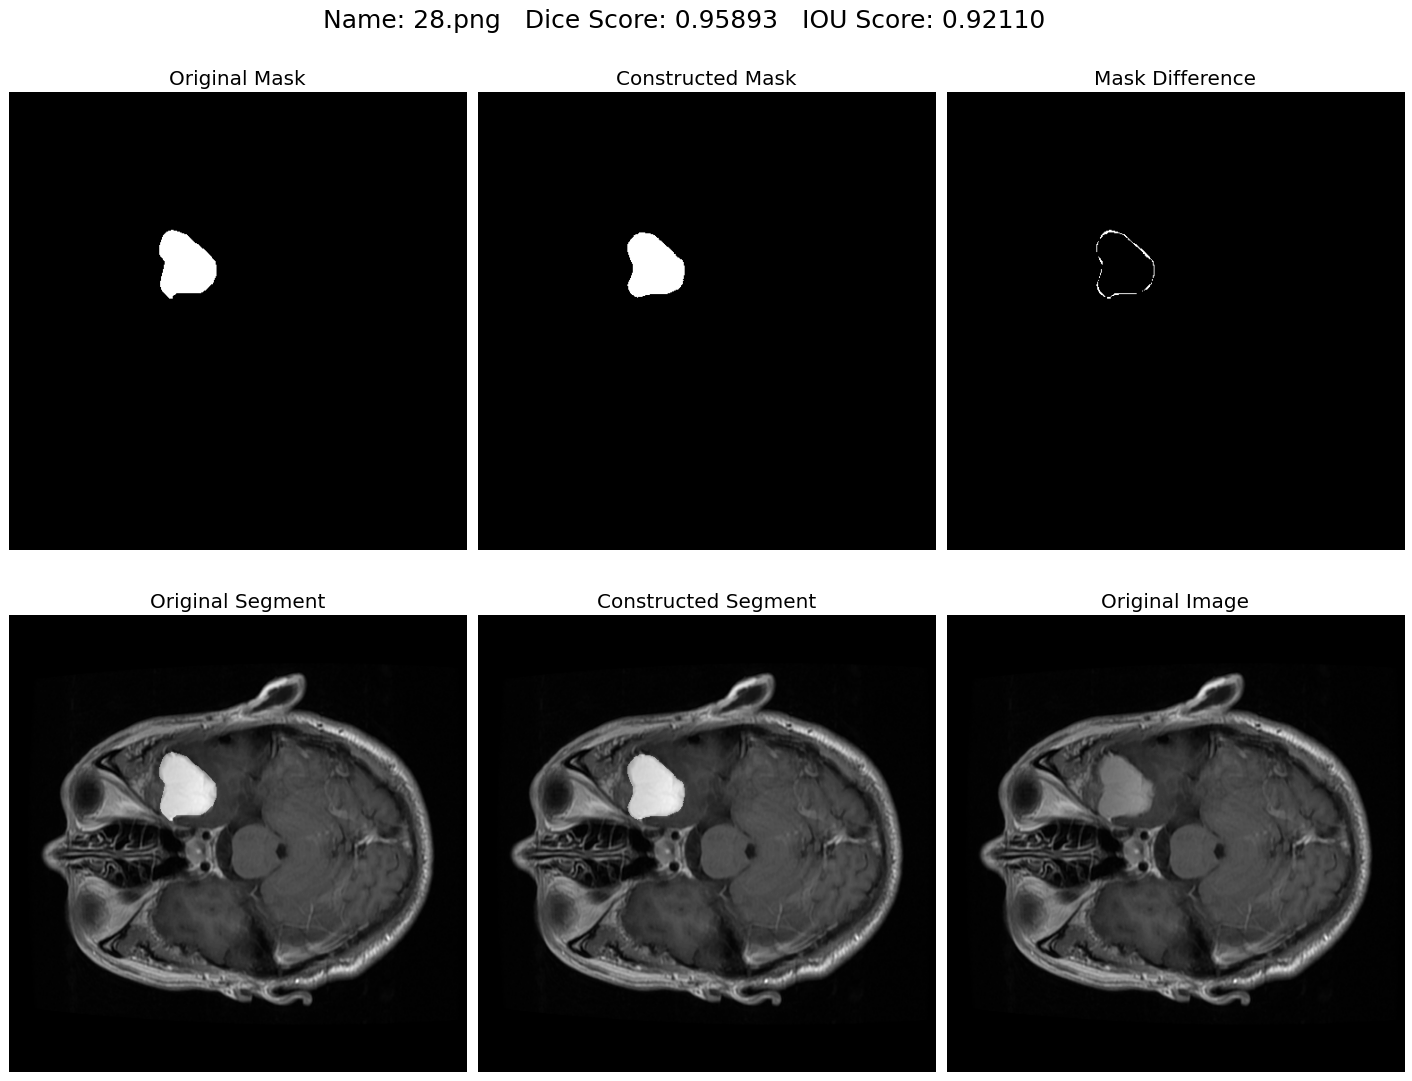 Name: 28.png   Dice Score: 0.95893   IOU Score: 0.92110
Original Mask
Constructed Mask
Mask Difference
Original Segment
Constructed Segment
Original Image